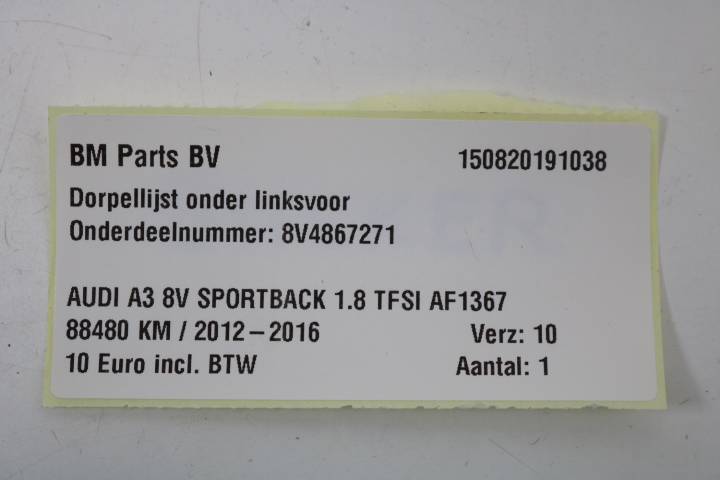 BM Parts BV 150820191038
Dorpellijst onder linksvoor
Onderdeelnummer: 8V4867271
AUDI A3 8V SPORTBACK 1.8 TFSI AF1367
88480 KM / 2012 – 2016 Verz: 10
10 Euro incl. BTW Aantal: 1